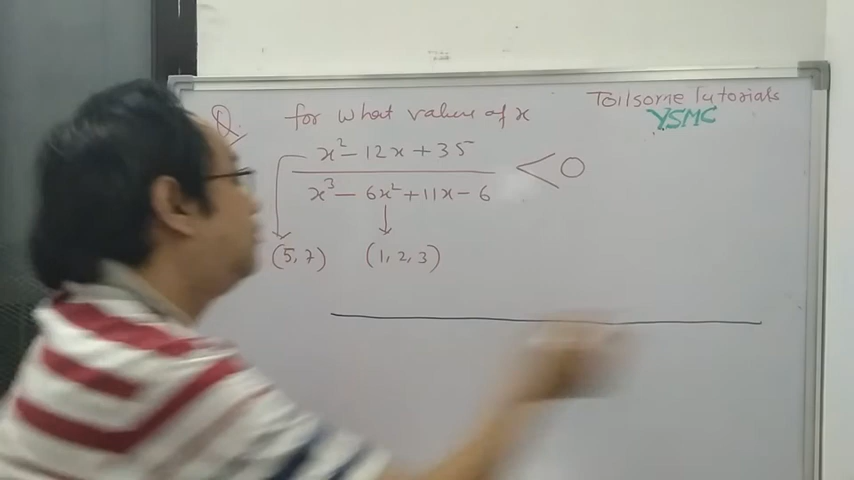 Q. for what values of x
Toilsome Tutorials
YSMC
x² - 12x + 35
x³ - 6x² + 11x - 6
< 0
(5, 7) (1, 2, 3)